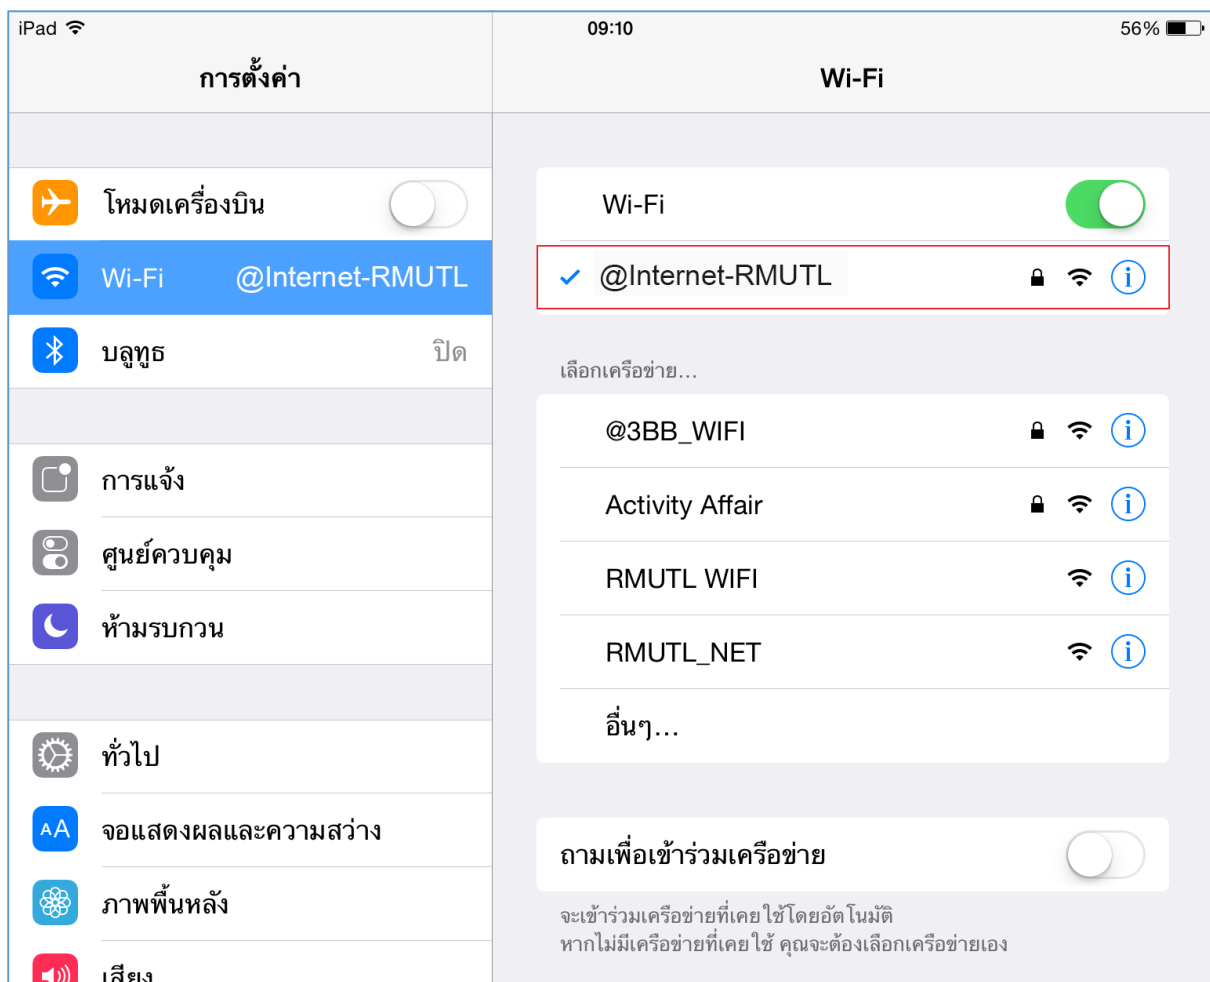 iPad
09:10
56%
การตั้งค่า
Wi-Fi
โหมดเครื่องบิน
Wi-Fi @Internet-RMUTL
บลูทูธ ปิด
การแจ้ง
ศูนย์ควบคุม
ห้ามรบกวน
ทั่วไป
AA จอแสดงผลและความสว่าง
ภาพพื้นหลัง
เสียง
Wi-Fi
@Internet-RMUTL
เลือกเครือข่าย...
@3BB_WIFI
Activity Affair
RMUTL WIFI
RMUTL_NET
อื่นๆ...
ถามเพื่อเข้าร่วมเครือข่าย
จะเข้าร่วมเครือข่ายที่เคยใช้โดยอัตโนมัติ
หากไม่มีเครือข่ายที่เคยใช้ คุณจะต้องเลือกเครือข่ายเอง